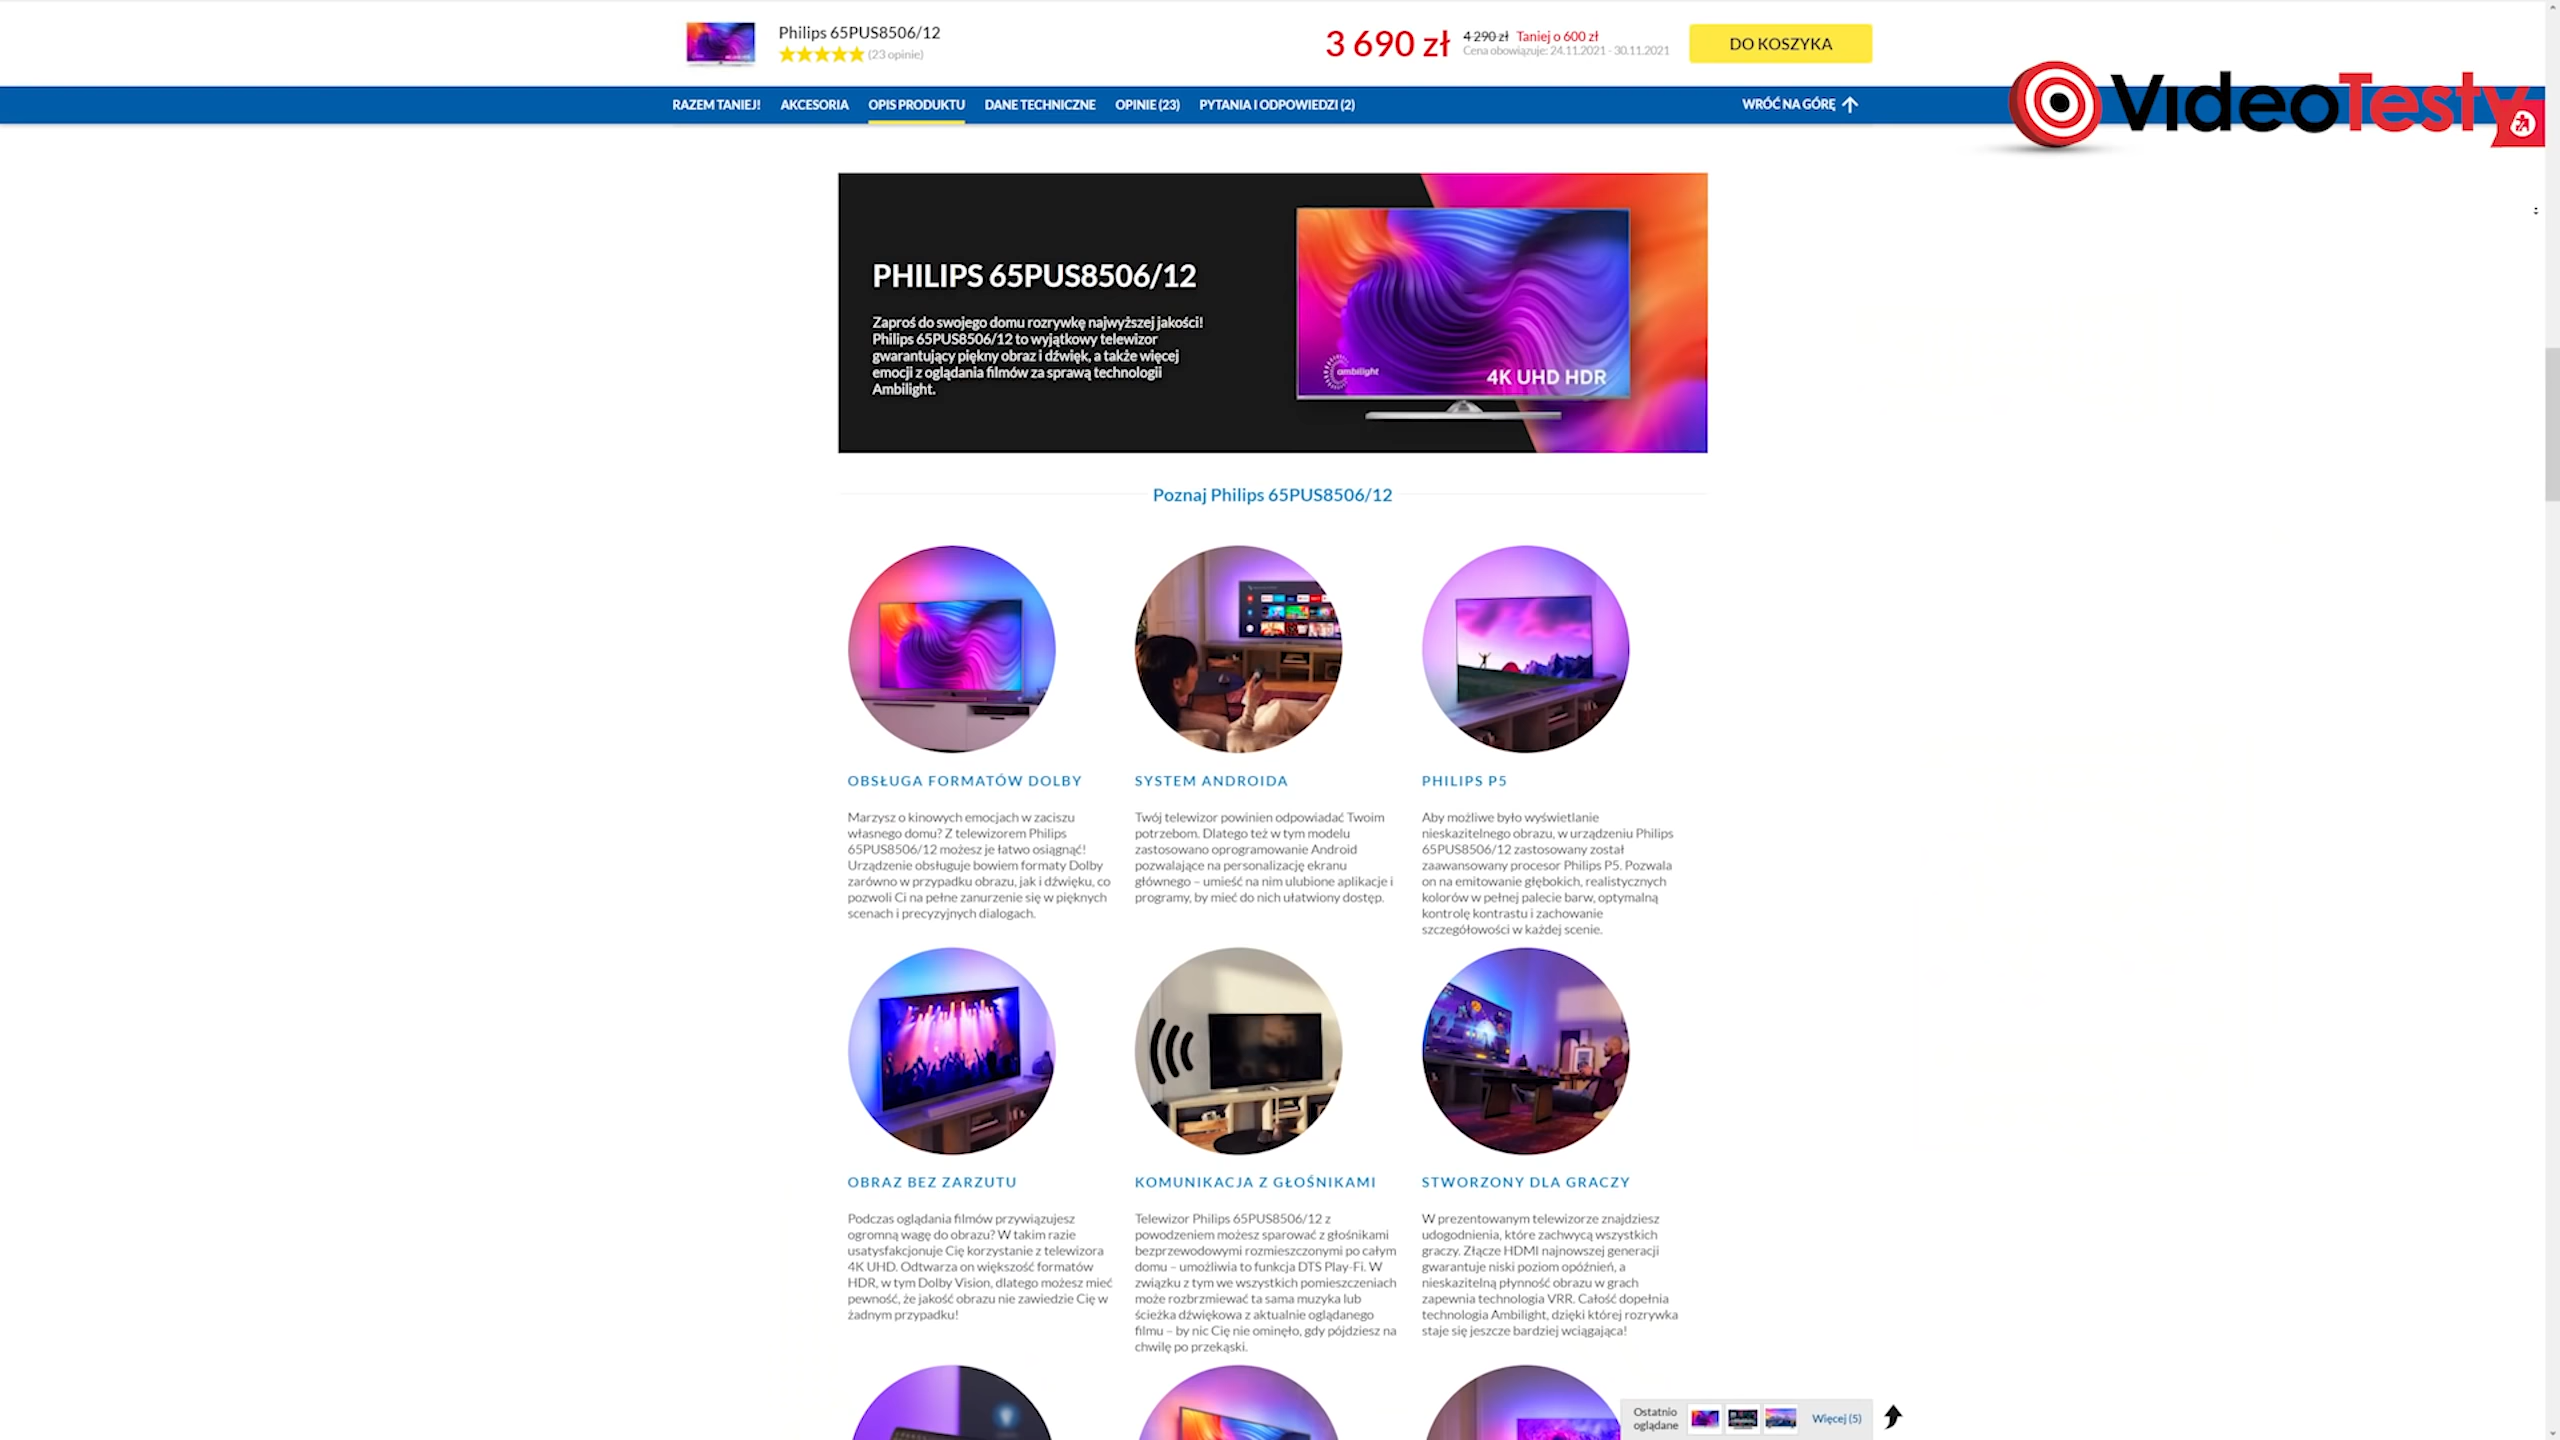 Philips 65PUS8506/12
(23 opinie)
3 690 zł
4 290 zł Taniej o 600 zł
Cena obowiązuje: 24.11.2021 - 30.11.2021
DO KOSZYKA
RAZEM TANIEJ! AKCESORIA OPIS PRODUKTU DANE TECHNICZNE OPINIE (23) PYTANIA I ODPOWIEDZI (2) WRÓĆ NA GÓRĘ
VideoTesty
PHILIPS 65PUS8506/12
Zaproś do swojego domu rozrywkę najwyższej jakości!
Philips 65PUS8506/12 to wyjątkowy telewizor
gwarantujący piękny obraz i dźwięk, a także więcej
emocji z oglądania filmów za sprawą technologii
Ambilight.
ambilight
4K UHD HDR
Poznaj Philips 65PUS8506/12
OBSŁUGA FORMATÓW DOLBY
Marzysz o kinowych emocjach w zaciszu
własnego domu? Z telewizorem Philips
65PUS8506/12 możesz je łatwo osiągnąć!
Urządzenie obsługuje bowiem formaty Dolby
zarówno w przypadku obrazu, jak i dźwięku, co
pozwoli Ci na pełne zanurzenie się w pięknych
scenach i precyzyjnych dialogach.
SYSTEM ANDROIDA
Twój telewizor powinien odpowiadać Twoim
potrzebom. Dlatego też w tym modelu
zastosowano oprogramowanie Android
pozwalające na personalizację ekranu
głównego – umieść na nim ulubione aplikacje i
programy, by mieć do nich ułatwiony dostęp.
PHILIPS P5
Aby możliwe było wyświetlanie
nieskazitelnego obrazu, w urządzeniu Philips
65PUS8506/12 zastosowany został
zaawansowany procesor Philips P5. Pozwala
on na emitowanie głębokich, realistycznych
kolorów w pełnej palecie barw, optymalną
kontrolę kontrastu i zachowanie
szczegółowości w każdej scenie.
OBRAZ BEZ ZARZUTU
Podczas oglądania filmów przywiązujesz
ogromną wagę do obrazu? W takim razie
usatysfakcjonuje Cię korzystanie z telewizora
4K UHD. Odtwarza on większość formatów
HDR, w tym Dolby Vision, dlatego możesz mieć
pewność, że jakość obrazu nie zawiedzie Cię w
żadnym przypadku!
KOMUNIKACJA Z GŁOŚNIKAMI
Telewizor Philips 65PUS8506/12 z
powodzeniem możesz sparować z głośnikami
bezprzewodowymi rozmieszczonymi po całym
domu – umożliwia to funkcja DTS Play-Fi. W
związku z tym we wszystkich pomieszczeniach
może rozbrzmiewać ta sama muzyka lub
ścieżka dźwiękowa z aktualnie oglądanego
filmu – by nic Cię nie ominęło, gdy pójdziesz na
chwilę po przekąski.
STWORZONY DLA GRACZY
W prezentowanym telewizorze znajdziesz
udogodnienia, które zachwycą wszystkich
graczy. Złącze HDMI najnowszej generacji
gwarantuje niski poziom opóźnień, a
nieskazitelną płynność obrazu w grach
zapewnia technologia VRR. Całość dopełnia
technologia Ambilight, dzięki której rozrywka
staje się jeszcze bardziej wciągająca!
Ostatnio
oglądane
Więcej (5)